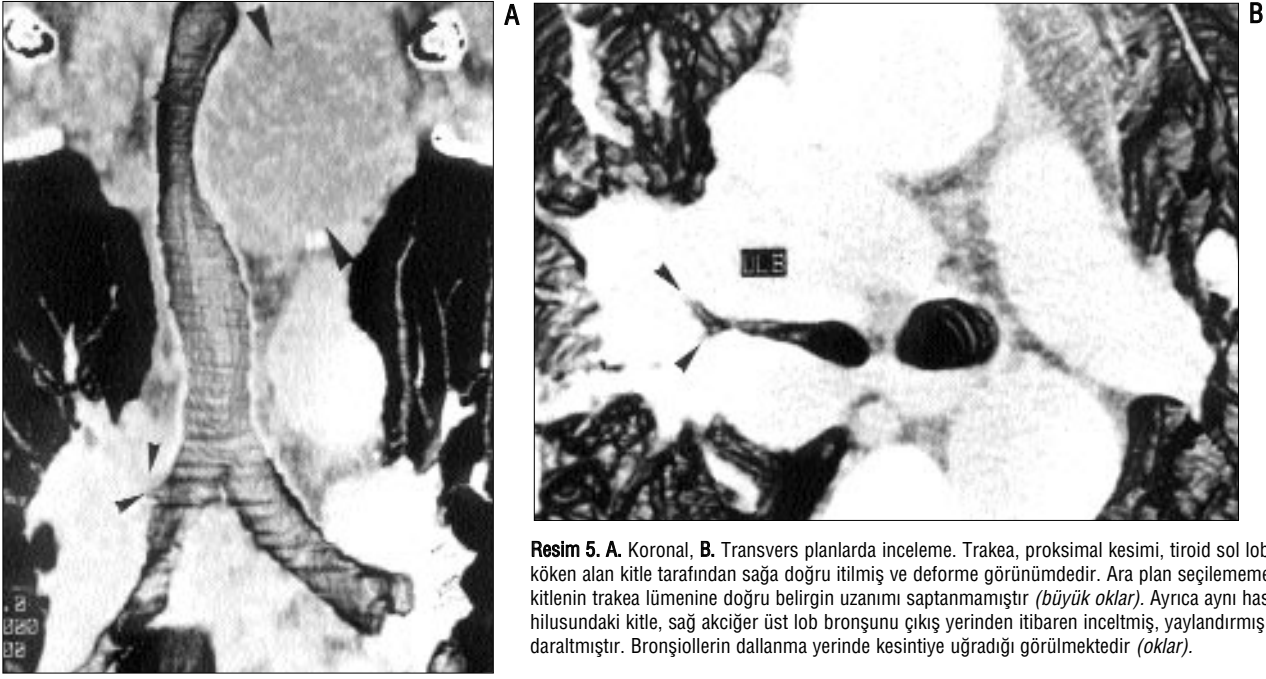 A
B
ULB
.0
020
00
Resim 5. A. Koronal, B. Transvers planlarda inceleme. Trakea, proksimal kesimi, tiroid sol lob
köken alan kitle tarafından sağa doğru itilmiş ve deforme görünümdedir. Ara plan seçilememe
kitlenin trakea lümenine doğru belirgin uzanımı saptanmamıştır (büyük oklar). Ayrıca aynı has
hilusundaki kitle, sağ akciğer üst lob bronşunu çıkış yerinden itibaren inceltmiş, yaylandırmış
daraltmıştır. Bronşiollerin dallanma yerinde kesintiye uğradığı görülmektedir (oklar).